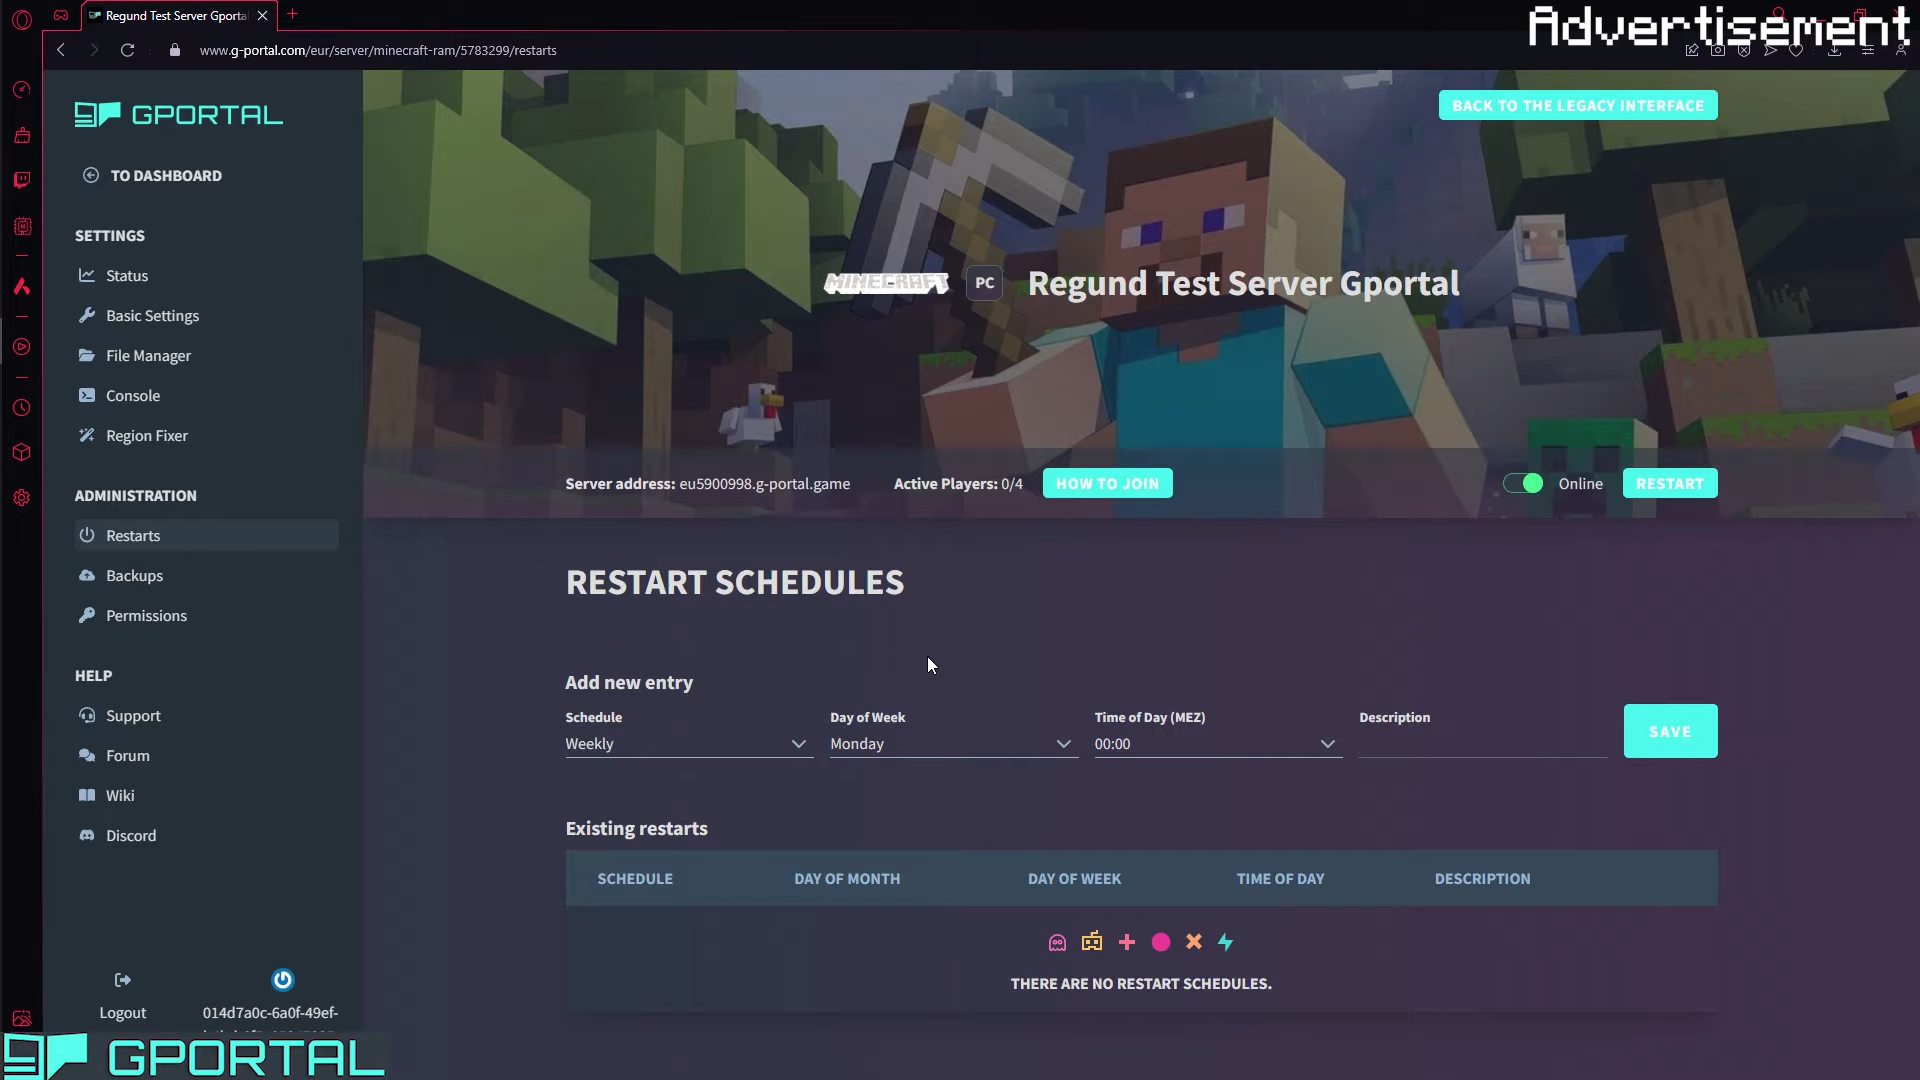 Regund Test Server Gporta
Advertisement
www.g-portal.com/eur/server/minecraft-ram/5783299/restarts
GPORTAL
BACK TO THE LEGACY INTERFACE
TO DASHBOARD
SETTINGS
Status
Basic Settings
File Manager
Console
Region Fixer
ADMINISTRATION
Restarts
Backups
Permissions
HELP
Support
Forum
Wiki
Discord
Logout
014d7a0c-6a0f-49ef-
MINECRAFT
PC
Regund Test Server Gportal
Server address: eu5900998.g-portal.game
Active Players: 0/4
HOW TO JOIN
Online
RESTART
RESTART SCHEDULES
Add new entry
Schedule
Day of Week
Time of Day (MEZ)
Description
Weekly
Monday
00:00
SAVE
Existing restarts
SCHEDULE
DAY OF MONTH
DAY OF WEEK
TIME OF DAY
DESCRIPTION
THERE ARE NO RESTART SCHEDULES.
GPORTAL